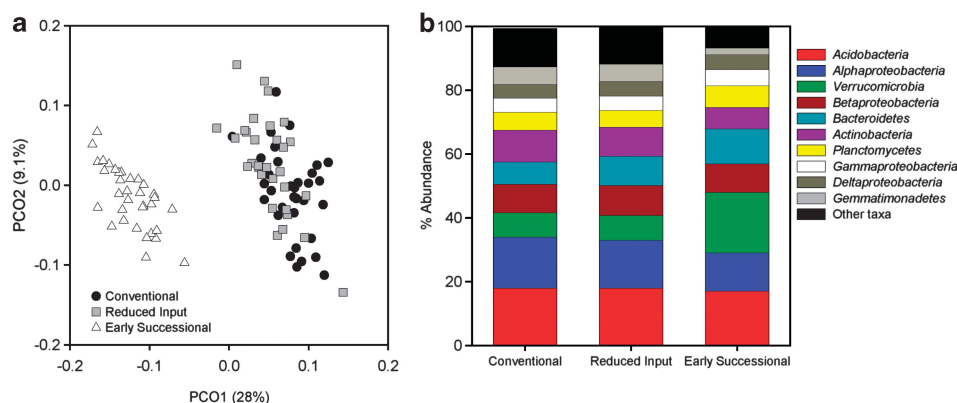 a
0.2
0.1
0.0
-0.1
-0.2
PCO2 (9.1%)
Conventional
Reduced Input
Early Successional
-0.2 -0.1 0.0 0.1 0.2
PCO1 (28%)
b
100
80
60
40
20
0
% Abundance
Conventional Reduced Input Early Successional
Acidobacteria
Alphaproteobacteria
Verrucomicrobia
Betaproteobacteria
Bacteroidetes
Actinobacteria
Planctomycetes
Gammaproteobacteria
Deltaproteobacteria
Gemmatimonadetes
Other taxa